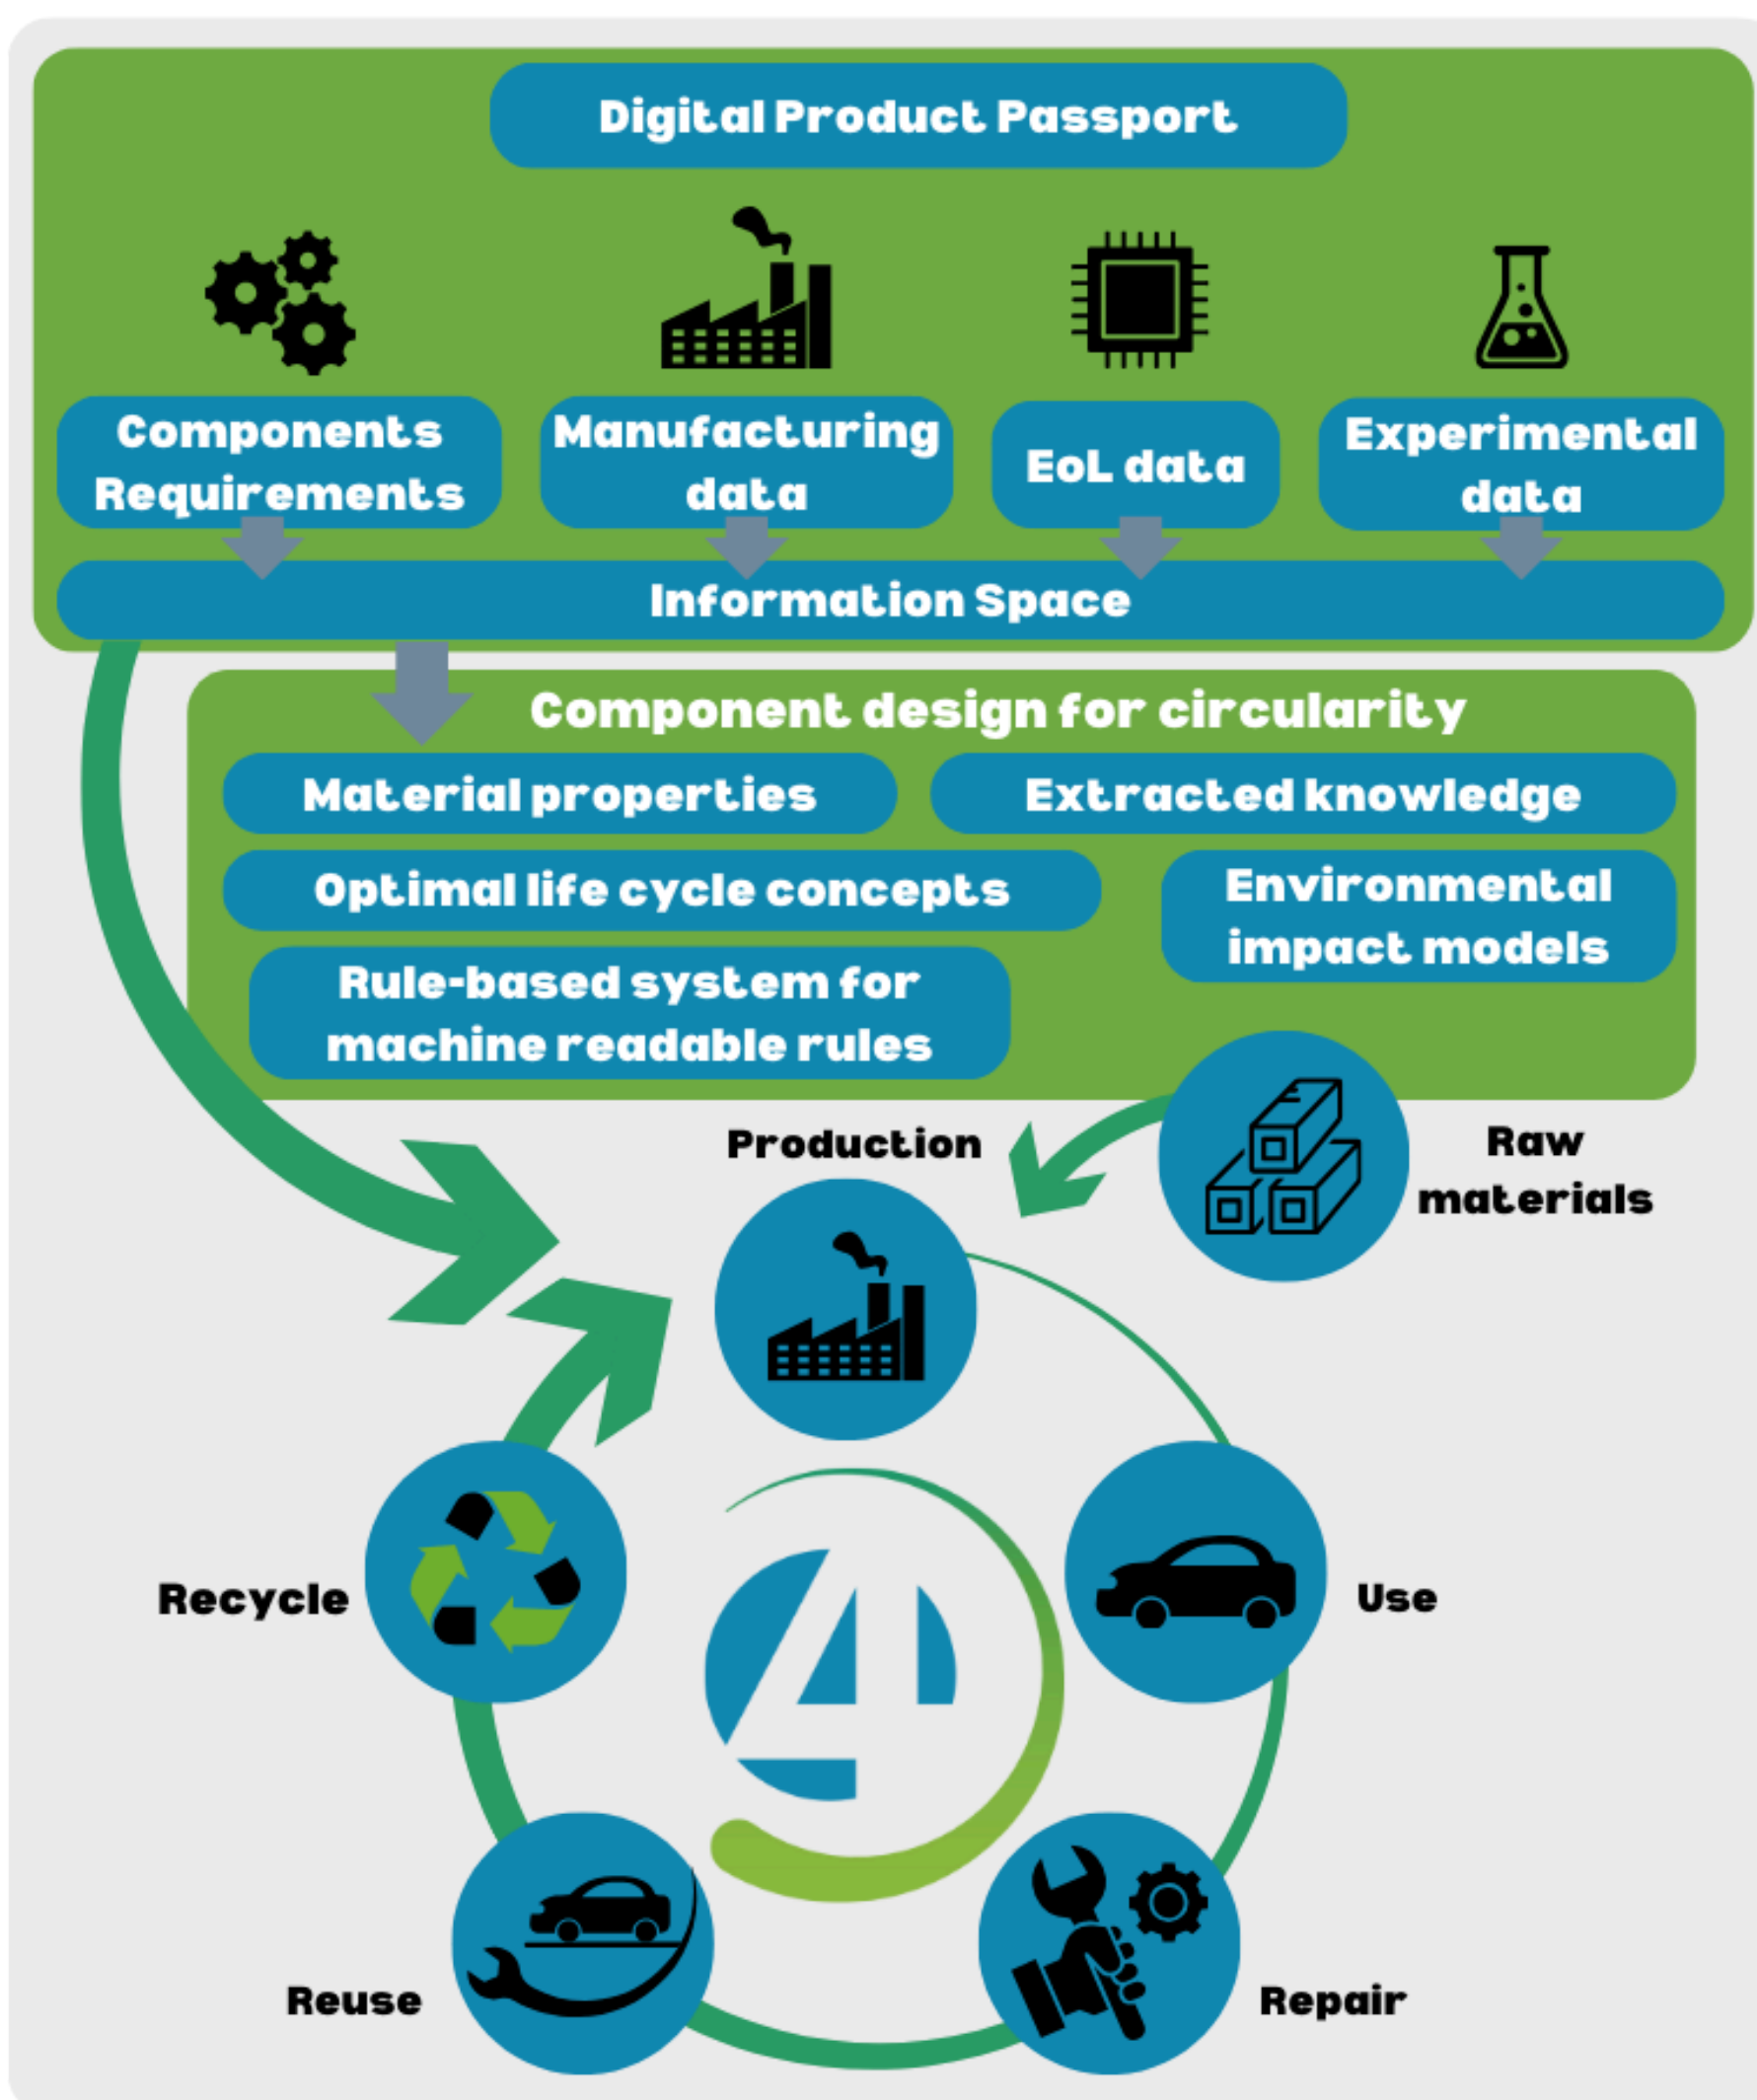 Digital Product Passport
Components
Requirements
Manufacturing
data
EoL data
Experimental
data
Information Space
Component design for circularity
Material properties
Extracted knowledge
Optimal life cycle concepts
Environmental
impact models
Rule-based system for
machine readable rules
Production
Raw
materials
Recycle
4
Use
Reuse
Repair